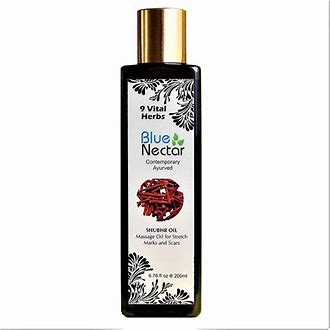 9 Vital
Herbs
Blue
Nectar
Contemporary
Ayurved
SHUBHR OIL
Massage Oil for Stretch
Marks and Scars
6.76 fl oz @ 200ml